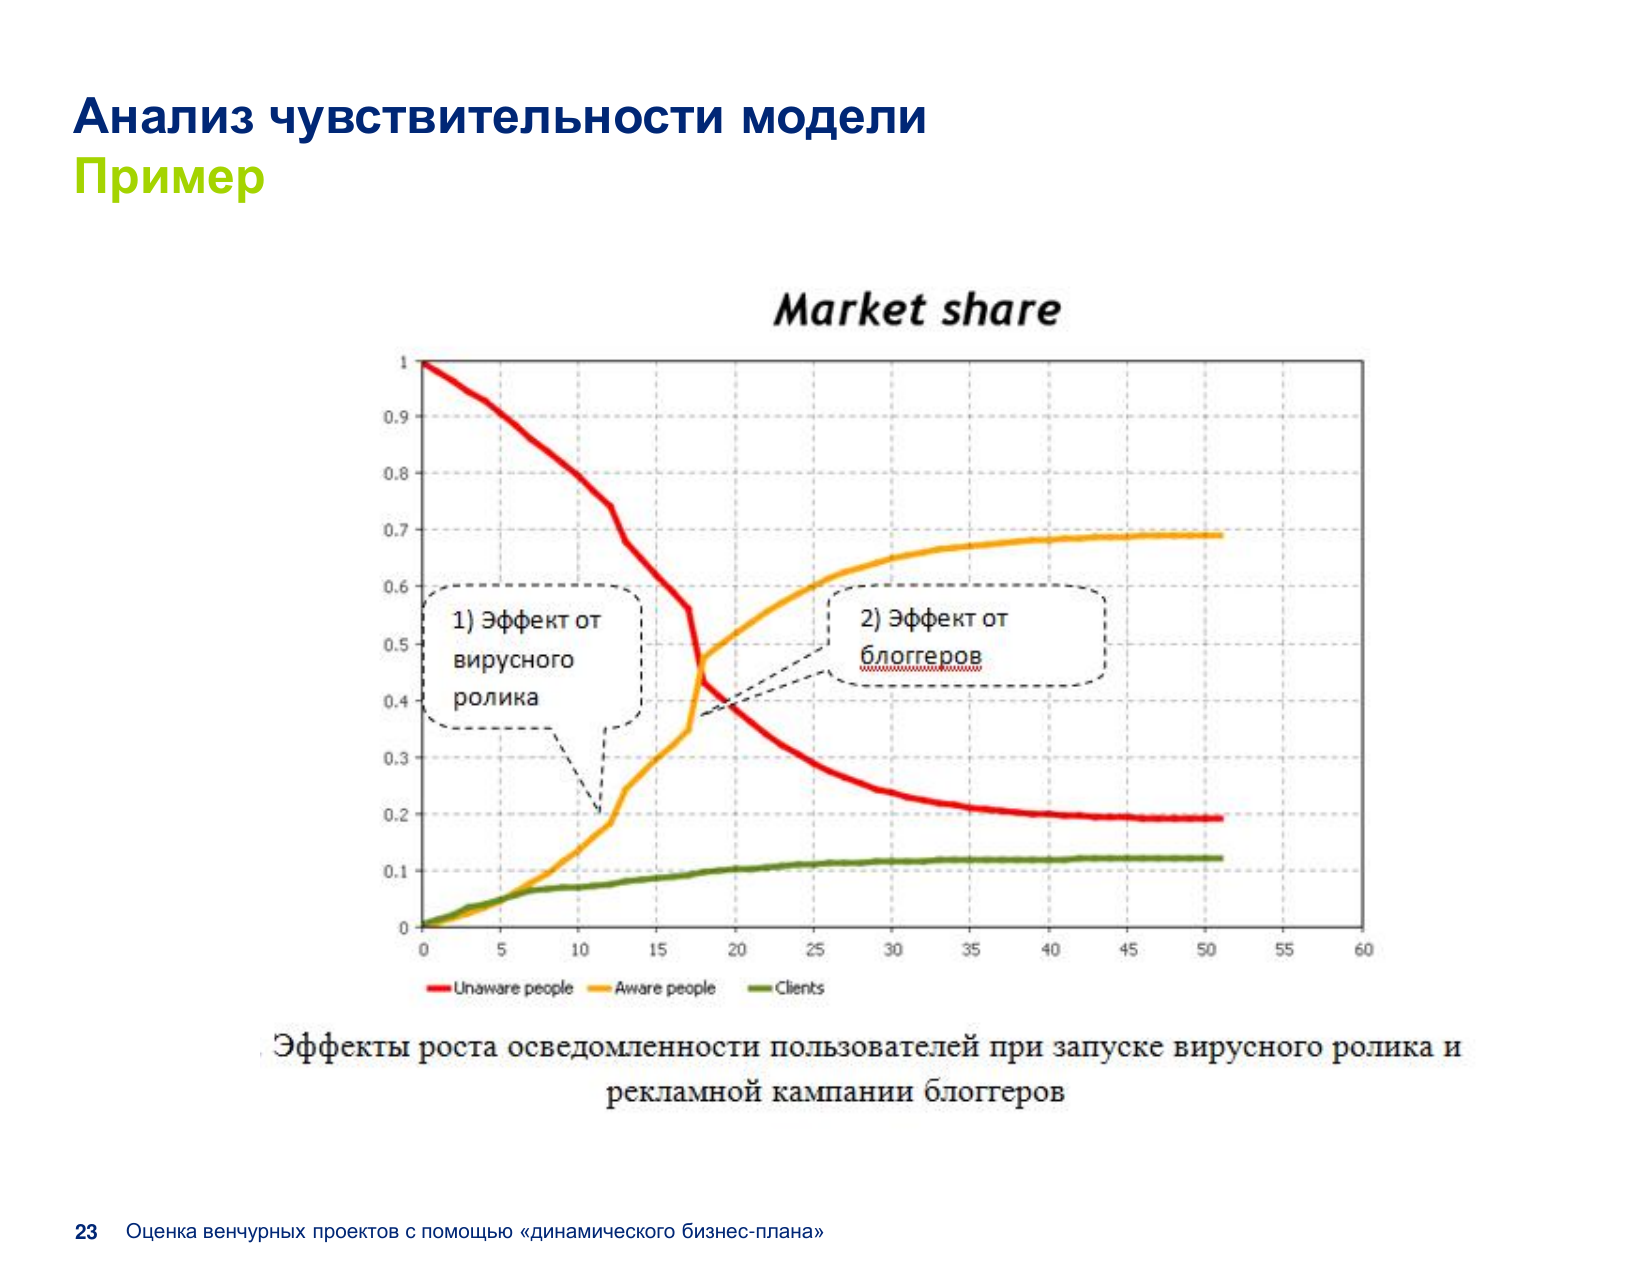 Анализ чувствительности модели
Пример
Market share
1
0.9
0.8
0.7
0.6
0.5
0.4
0.3
0.2
0.1
0
1) Эффект от
вирусного
ролика
2) Эффект от
блоггеров
0 5 10 15 20 25 30 35 40 45 50 55 60
Unaware people Aware people Clients
. Эффекты роста осведомленности пользователей при запуске вирусного ролика и
рекламной кампании блоггеров
23 Оценка венчурных проектов с помощью «динамического бизнес-плана»